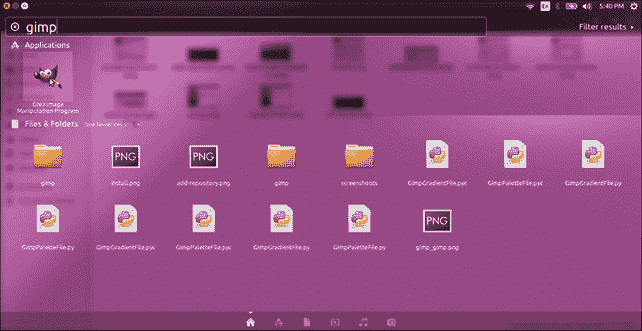 En
5:40 PM
gimp
Filter results
Applications
GNU Image
Manipulation Program
Files & Folders
See fewer results
gimp
install.png
add-repository.png
gimp
screenshoots
GimpGradientFile.pyc
GimpPaletteFile.pyc
GimpGradientFile.py
GimpPaletteFile.py
GimpGradientFile.pyc
GimpPaletteFile.pyc
GimpGradientFile.py
GimpPaletteFile.py
gimp_gimp.png
PNG
PNG
PNG